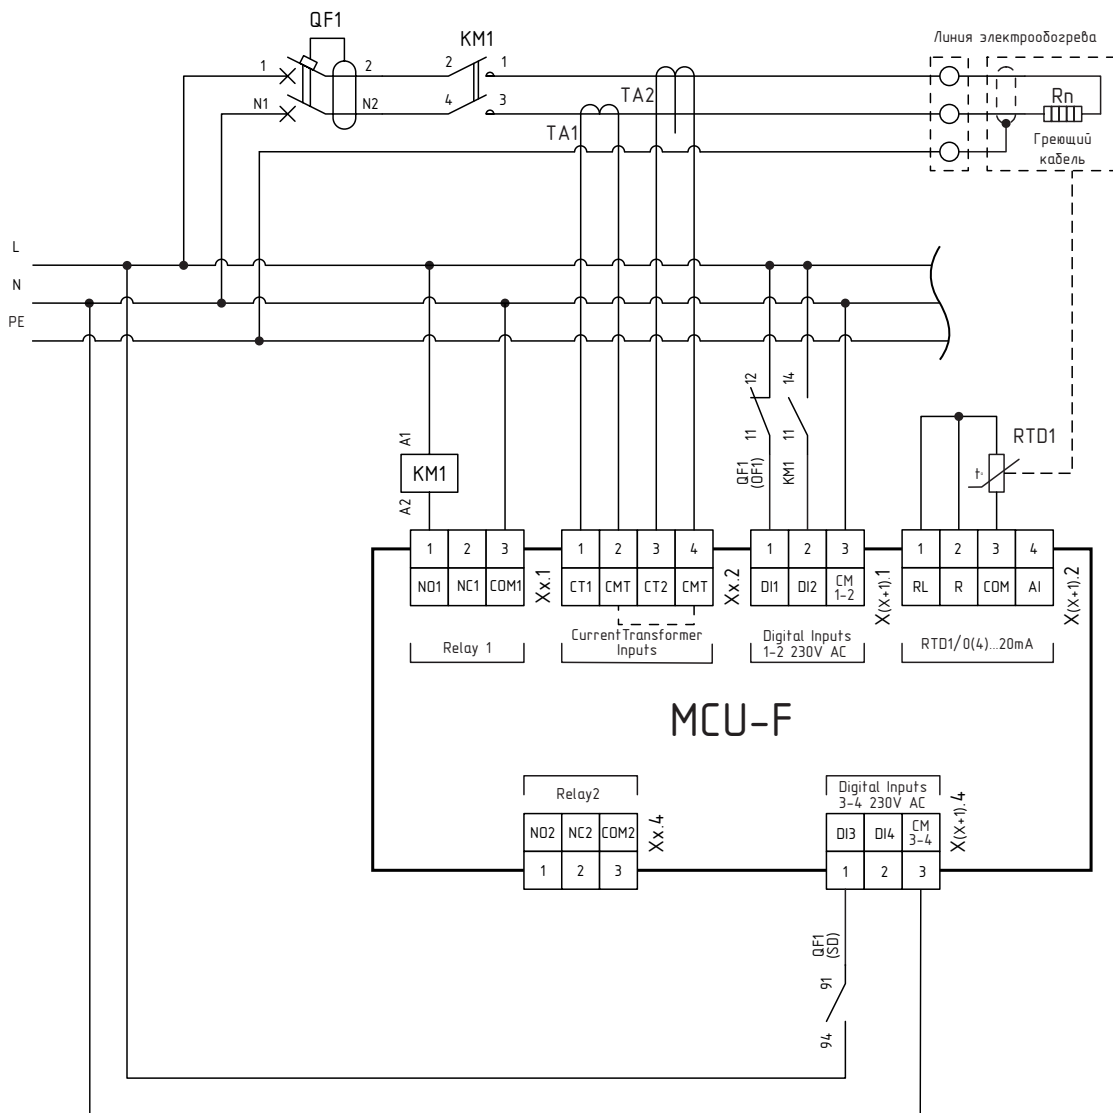 QF1
KM1
Линия электрообогрева
1
2
2
1
N1
N2
4
3
TA2
TA1
Rn
Греющий
кабель
L
N
PE
12
14
11
11
QF1
(OF1)
KM1
A1
KM1
A2
RTD1
t°
1 2 3
NO1 NC1 COM1
Xx.1
Relay 1
1 2 3 4
CT1 CMT CT2 CMT
Xx.2
CurrentTransformer
Inputs
1 2 3
DI1 DI2 CM
1-2
X(X+1).1
Digital Inputs
1-2 230V AC
1 2 3 4
RL R COM AI
X(X+1).2
RTD1/0(4)...20mA
MCU-F
Relay2
NO2 NC2 COM2
1 2 3
Xx.4
Digital Inputs
3-4 230V AC
DI3 DI4 CM
3-4
1 2 3
X(X+1).4
QF1
(SD)
91
94